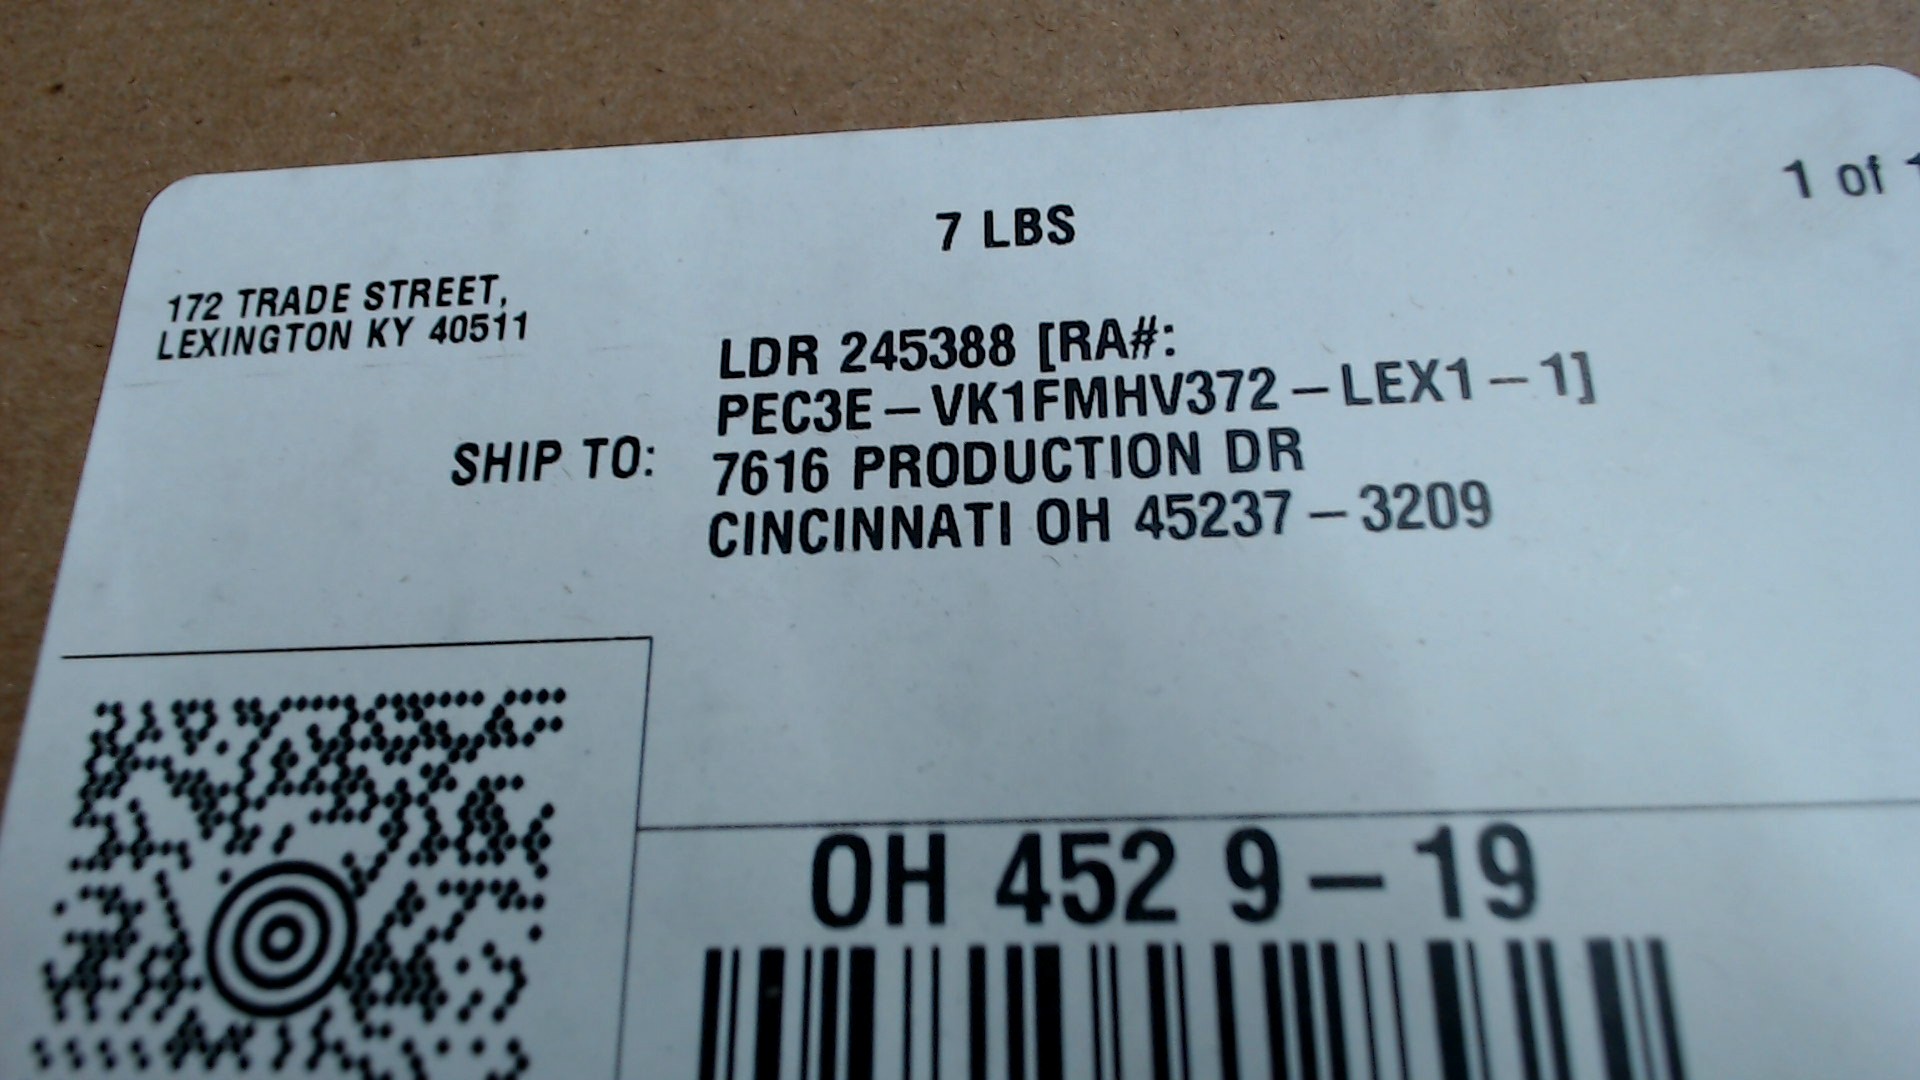 1 of 1
7 LBS
172 TRADE STREET,
LEXINGTON KY 40511
SHIP TO:
LDR 245388 [RA#:
PEC3E–VK1FMHV372–LEX1–1]
7616 PRODUCTION DR
CINCINNATI OH 45237–3209
OH 452 9–19